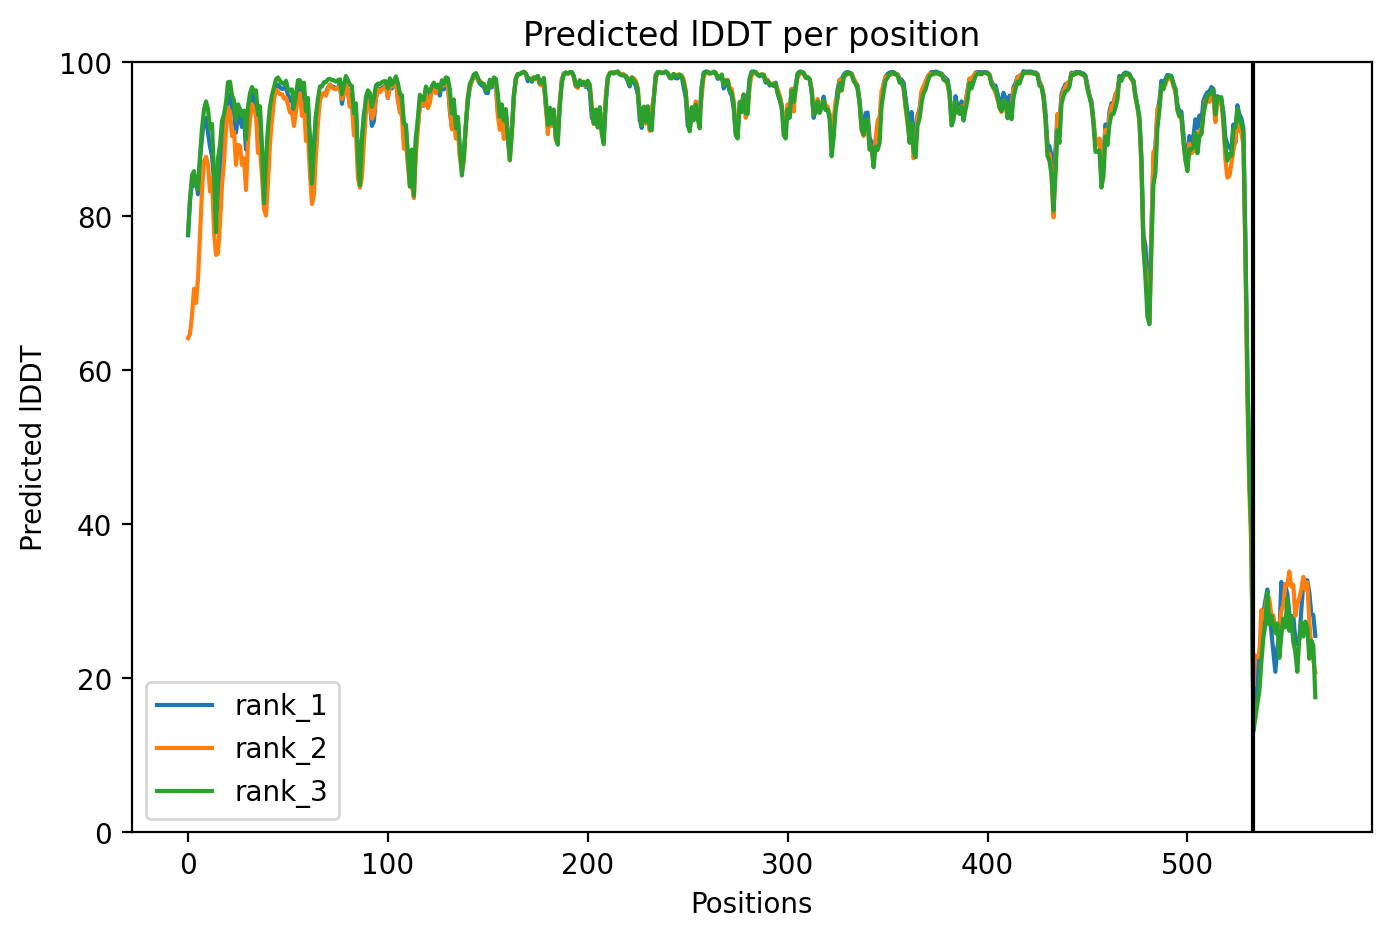 Predicted lDDT per position
Predicted lDDT
100
80
60
40
20
0
rank_1
rank_2
rank_3
0 100 200 300 400 500
Positions